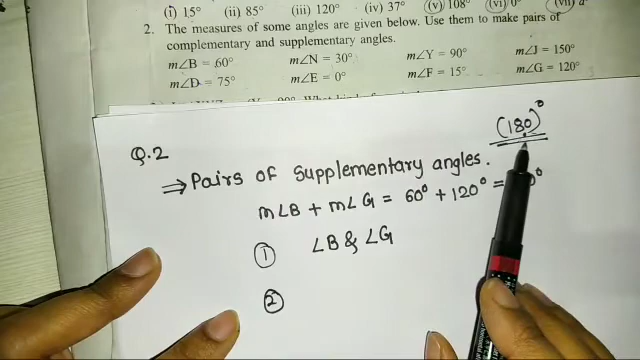 (i) 15° (ii) 85° (iii) 120° (iv) 37° (v) 108° (vi) 0° (vii) a°
2. The measures of some angles are given below. Use them to make pairs of
complementary and supplementary angles.
m∠B = 60° m∠N = 30° m∠Y = 90° m∠J = 150°
m∠D = 75° m∠E = 0° m∠F = 15° m∠G = 120°
(180)°
Q.2
⇒ Pairs of supplementary angles.
m∠B + m∠G = 60° + 120° =
① ∠B & ∠G
②